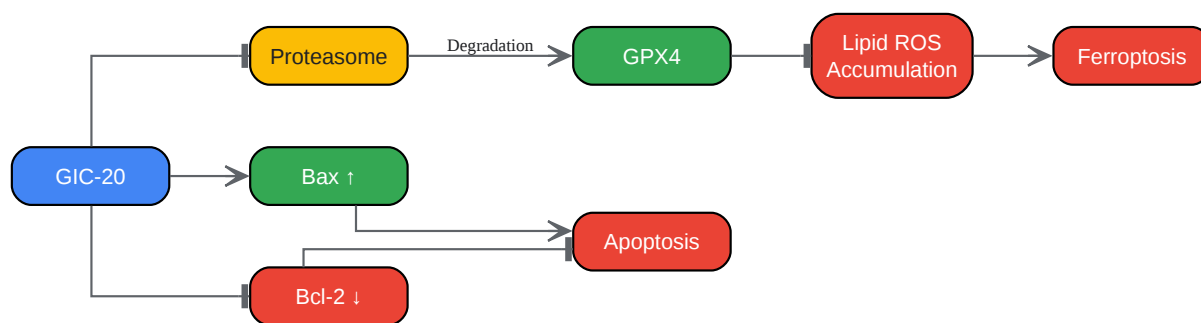 Proteasome
Degradation
GPX4
Lipid ROS
Accumulation
Ferroptosis
GIC-20
Bax ↑
Apoptosis
Bcl-2 ↓